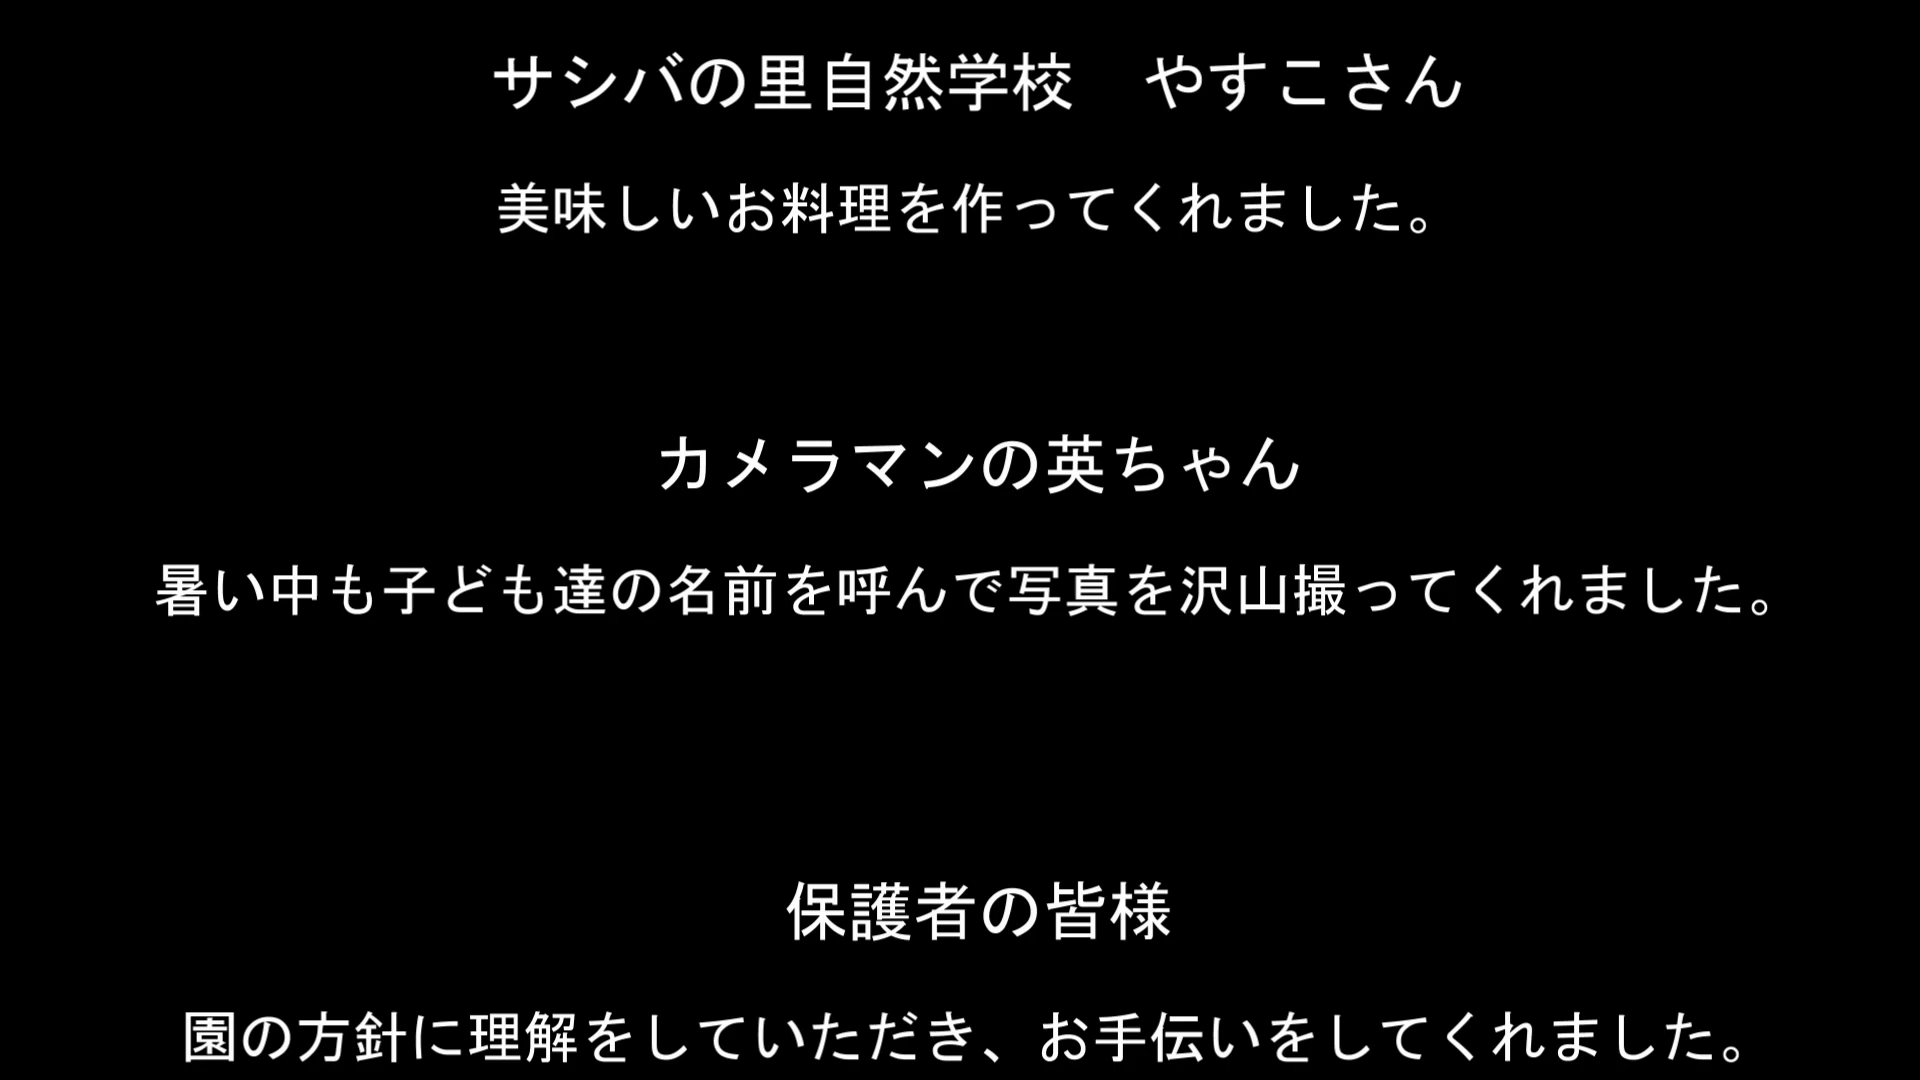 サシバの里自然学校　やすこさん
美味しいお料理を作ってくれました。
カメラマンの英ちゃん
暑い中も子ども達の名前を呼んで写真を沢山撮ってくれました。
保護者の皆様
園の方針に理解をしていただき、お手伝いをしてくれました。